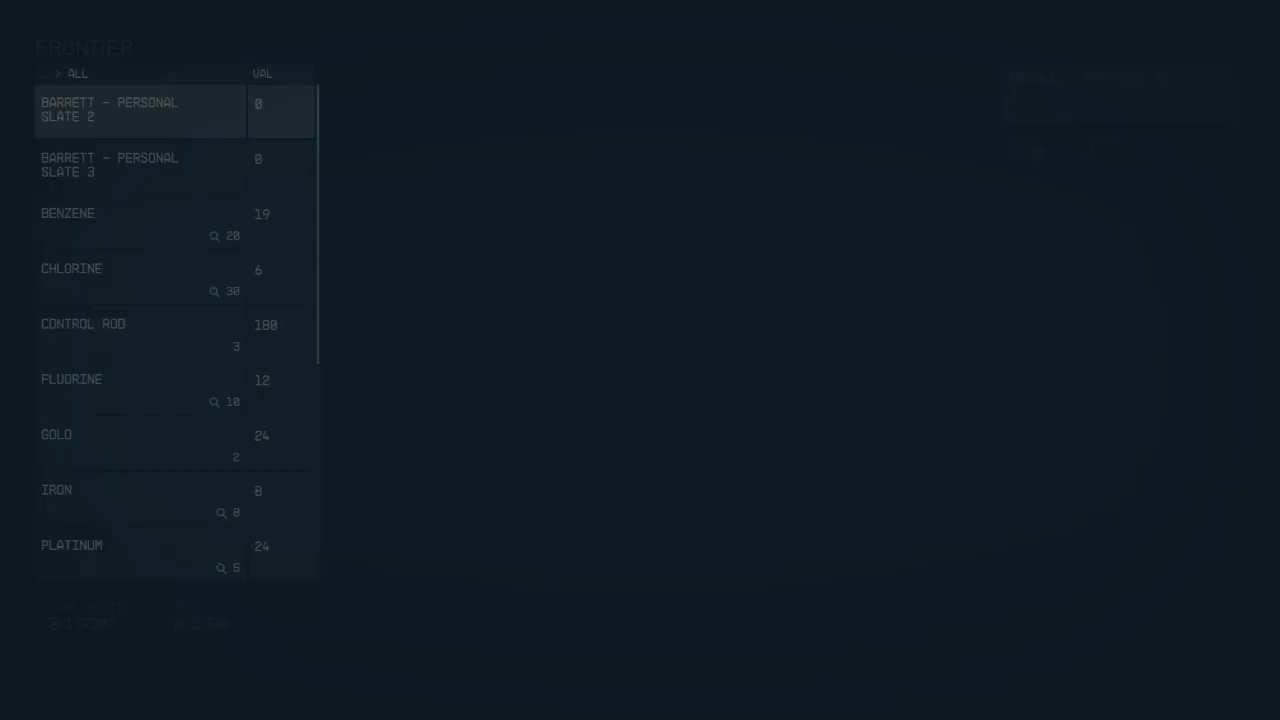 FRONTIER
> ALL VAL
BARRETT - PERSONAL 0
SLATE 2
BARRETT - PERSONAL 0
SLATE 3
BENZENE 19
20
CHLORINE 6
30
CONTROL ROD 180
3
FLUORINE 12
10
GOLD 24
2
IRON 8
8
PLATINUM 24
5